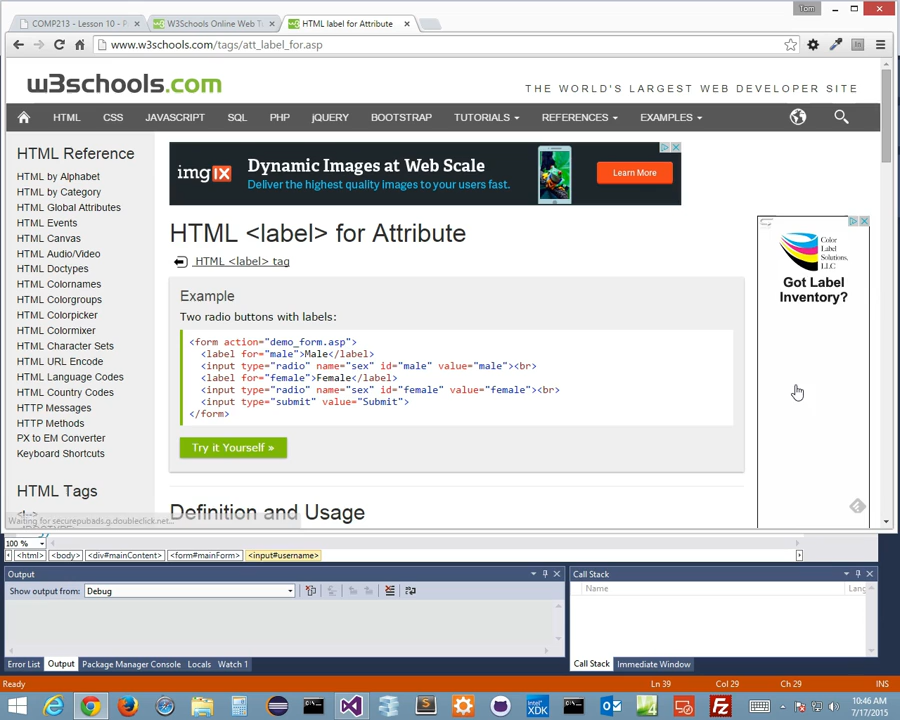 COMP213 - Lesson 10 - P
W3Schools Online Web T
HTML label for Attribute
Tom
www.w3schools.com/tags/att_label_for.asp
w3schools.com
THE WORLD'S LARGEST WEB DEVELOPER SITE
HTML CSS JAVASCRIPT SQL PHP jQUERY BOOTSTRAP TUTORIALS REFERENCES EXAMPLES
HTML Reference
HTML by Alphabet
HTML by Category
HTML Global Attributes
HTML Events
HTML Canvas
HTML Audio/Video
HTML Doctypes
HTML Colornames
HTML Colorgroups
HTML Colorpicker
HTML Colormixer
HTML Character Sets
HTML URL Encode
HTML Language Codes
HTML Country Codes
HTTP Messages
HTTP Methods
PX to EM Converter
Keyboard Shortcuts
HTML Tags
<!-->
Waiting for securepubads.g.doubleclick.net...
imgIX
Dynamic Images at Web Scale
Deliver the highest quality images to your users fast.
Learn More
HTML <label> for Attribute
HTML <label> tag
Example
Two radio buttons with labels:
<form action="demo_form.asp">
<label for="male">Male</label>
<input type="radio" name="sex" id="male" value="male"><br>
<label for="female">Female</label>
<input type="radio" name="sex" id="female" value="female"><br>
<input type="submit" value="Submit">
</form>
Try it Yourself »
Definition and Usage
Color
Label
Solutions,
LLC
Got Label
Inventory?
100 %
<html> <body> <div#mainContent> <form#mainForm> <input#username>
Output
Show output from: Debug
Call Stack
Name Lang
Error List Output Package Manager Console Locals Watch 1
Call Stack Immediate Window
Ready Ln 39 Col 29 Ch 29 INS
INTEL XDK
10:46 AM
7/17/2015